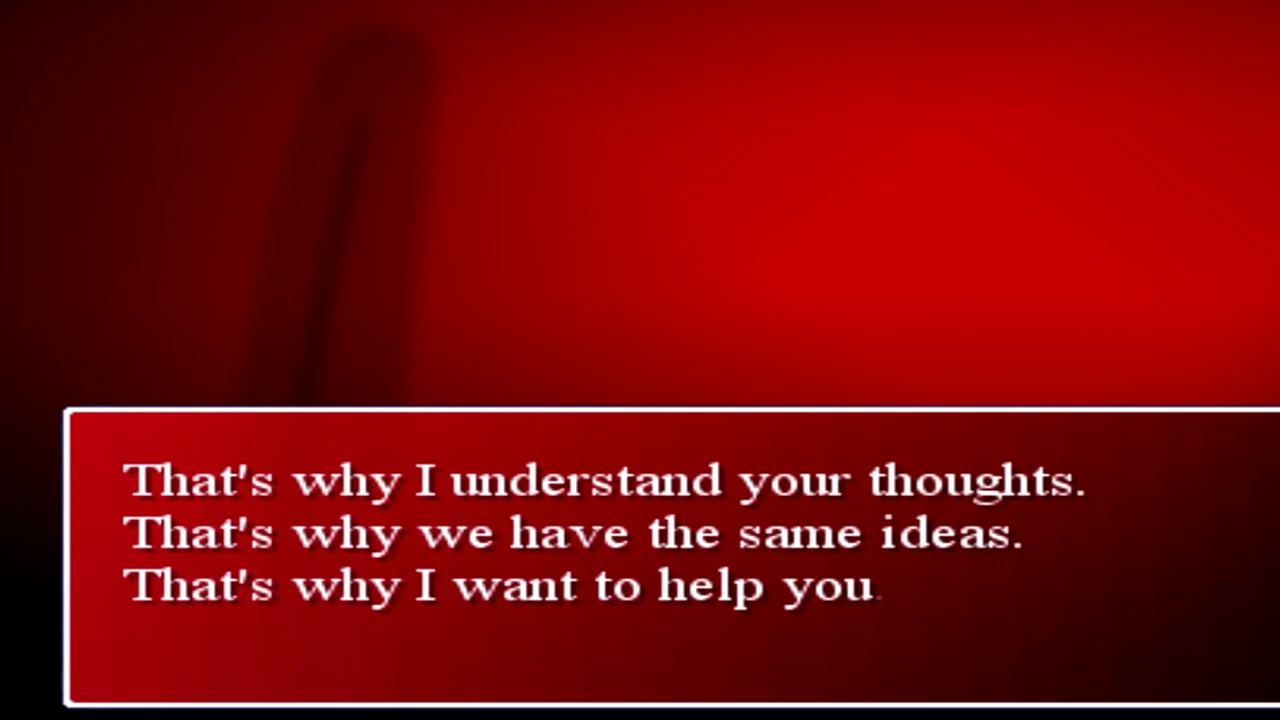 That's why I understand your thoughts.
That's why we have the same ideas.
That's why I want to help you.